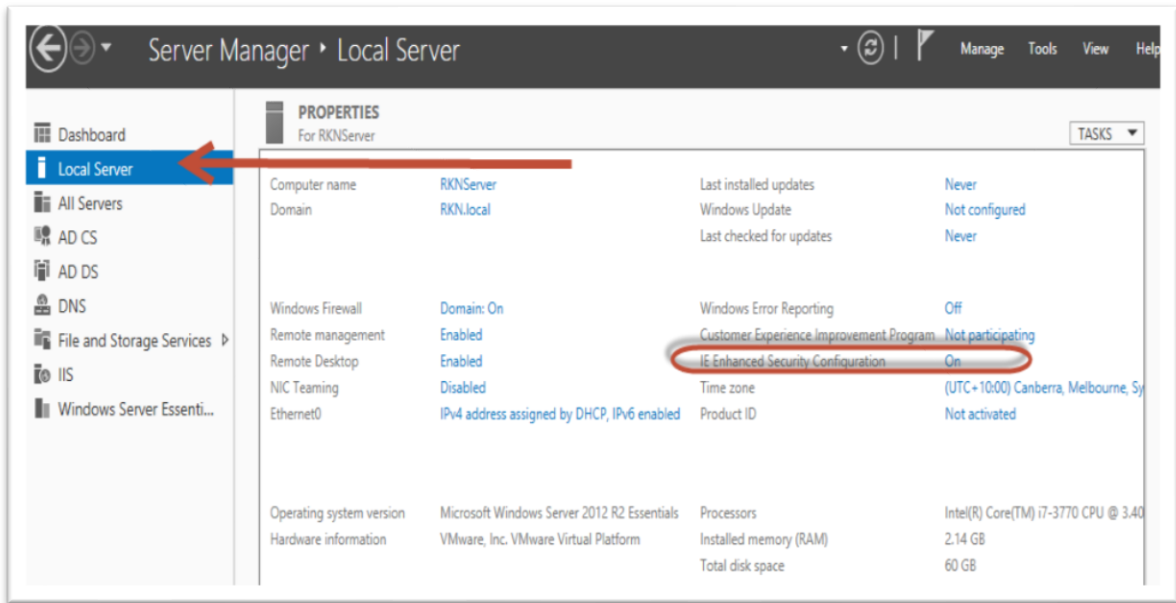 Server Manager ‣ Local Server
Manage Tools View Help
Dashboard
Local Server
All Servers
AD CS
AD DS
DNS
File and Storage Services
IIS
Windows Server Essenti...
PROPERTIES
For RKNServer
TASKS
Computer name RKNServer Last installed updates Never
Domain RKN.local Windows Update Not configured
Last checked for updates Never
Windows Firewall Domain: On Windows Error Reporting Off
Remote management Enabled Customer Experience Improvement Program Not participating
Remote Desktop Enabled IE Enhanced Security Configuration On
NIC Teaming Disabled Time zone (UTC+10:00) Canberra, Melbourne, Sy
Ethernet0 IPv4 address assigned by DHCP, IPv6 enabled Product ID Not activated
Operating system version Microsoft Windows Server 2012 R2 Essentials Processors Intel(R) Core(TM) i7-3770 CPU @ 3.40
Hardware information VMware, Inc. VMware Virtual Platform Installed memory (RAM) 2.14 GB
Total disk space 60 GB